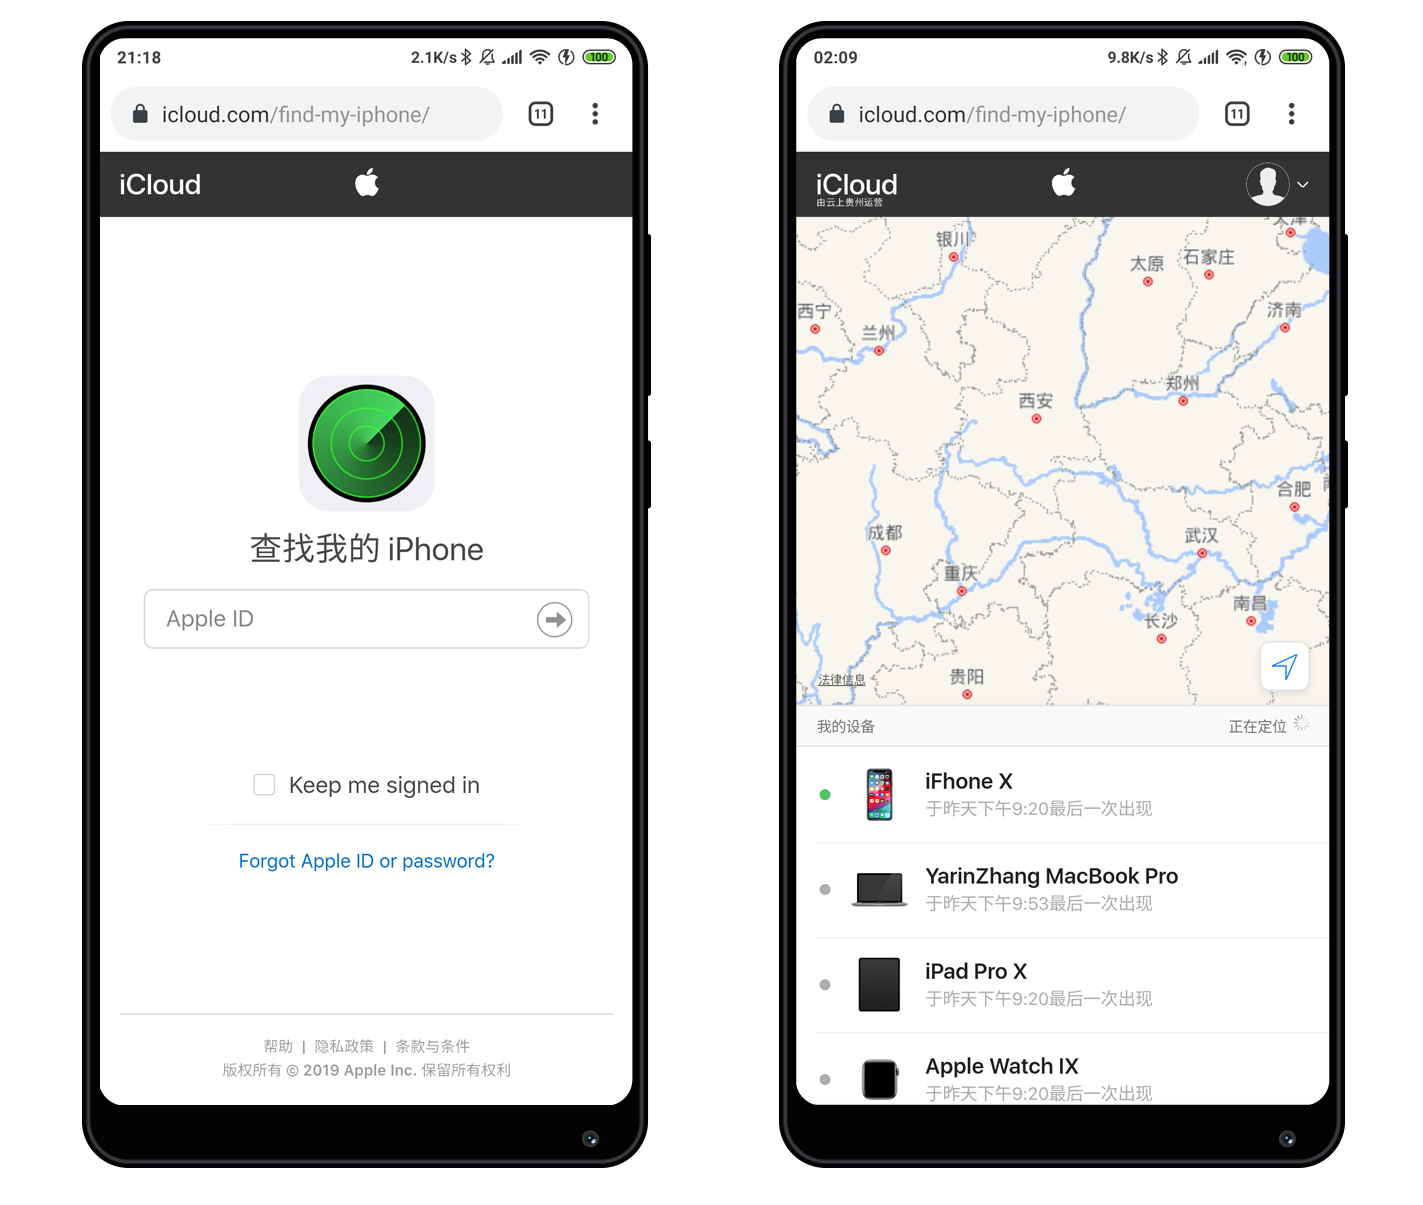 21:18
2.1K/s
100
icloud.com/find-my-iphone/
11
iCloud
查找我的 iPhone
Apple ID
Keep me signed in
Forgot Apple ID or password?
帮助 | 隐私政策 | 条款与条件
版权所有 © 2019 Apple Inc. 保留所有权利
02:09
9.8K/s
100
icloud.com/find-my-iphone/
11
iCloud
由云上贵州运营
天津
银川
太原
石家庄
西宁
兰州
济南
郑州
西安
合肥
成都
武汉
重庆
南昌
长沙
贵阳
法律信息
我的设备
正在定位
iFhone X
于昨天下午9:20最后一次出现
YarinZhang MacBook Pro
于昨天下午9:53最后一次出现
iPad Pro X
于昨天下午9:20最后一次出现
Apple Watch IX
于昨天下午9:20最后一次出现